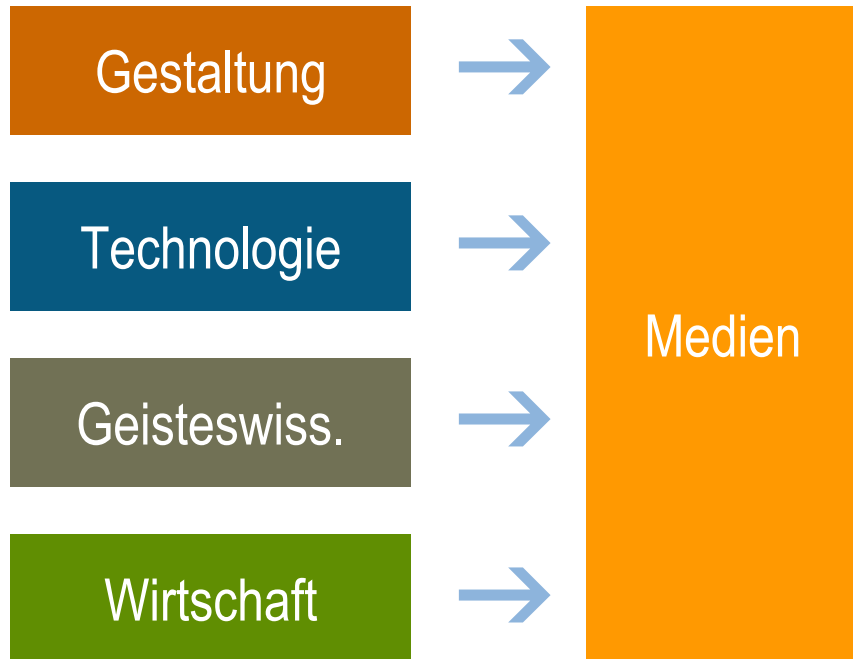 Gestaltung
Technologie
Geisteswiss.
Wirtschaft
Medien